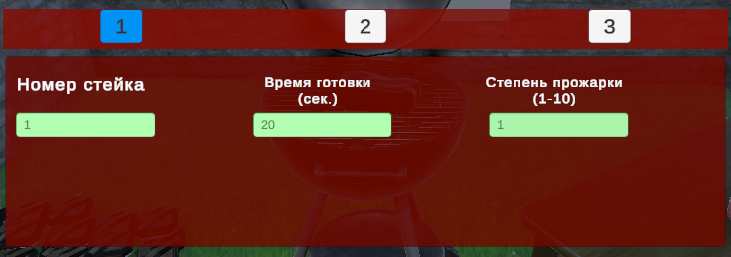 1 2 3
Номер стейка
Время готовки
(сек.)
Степень прожарки
(1-10)
1 20 1